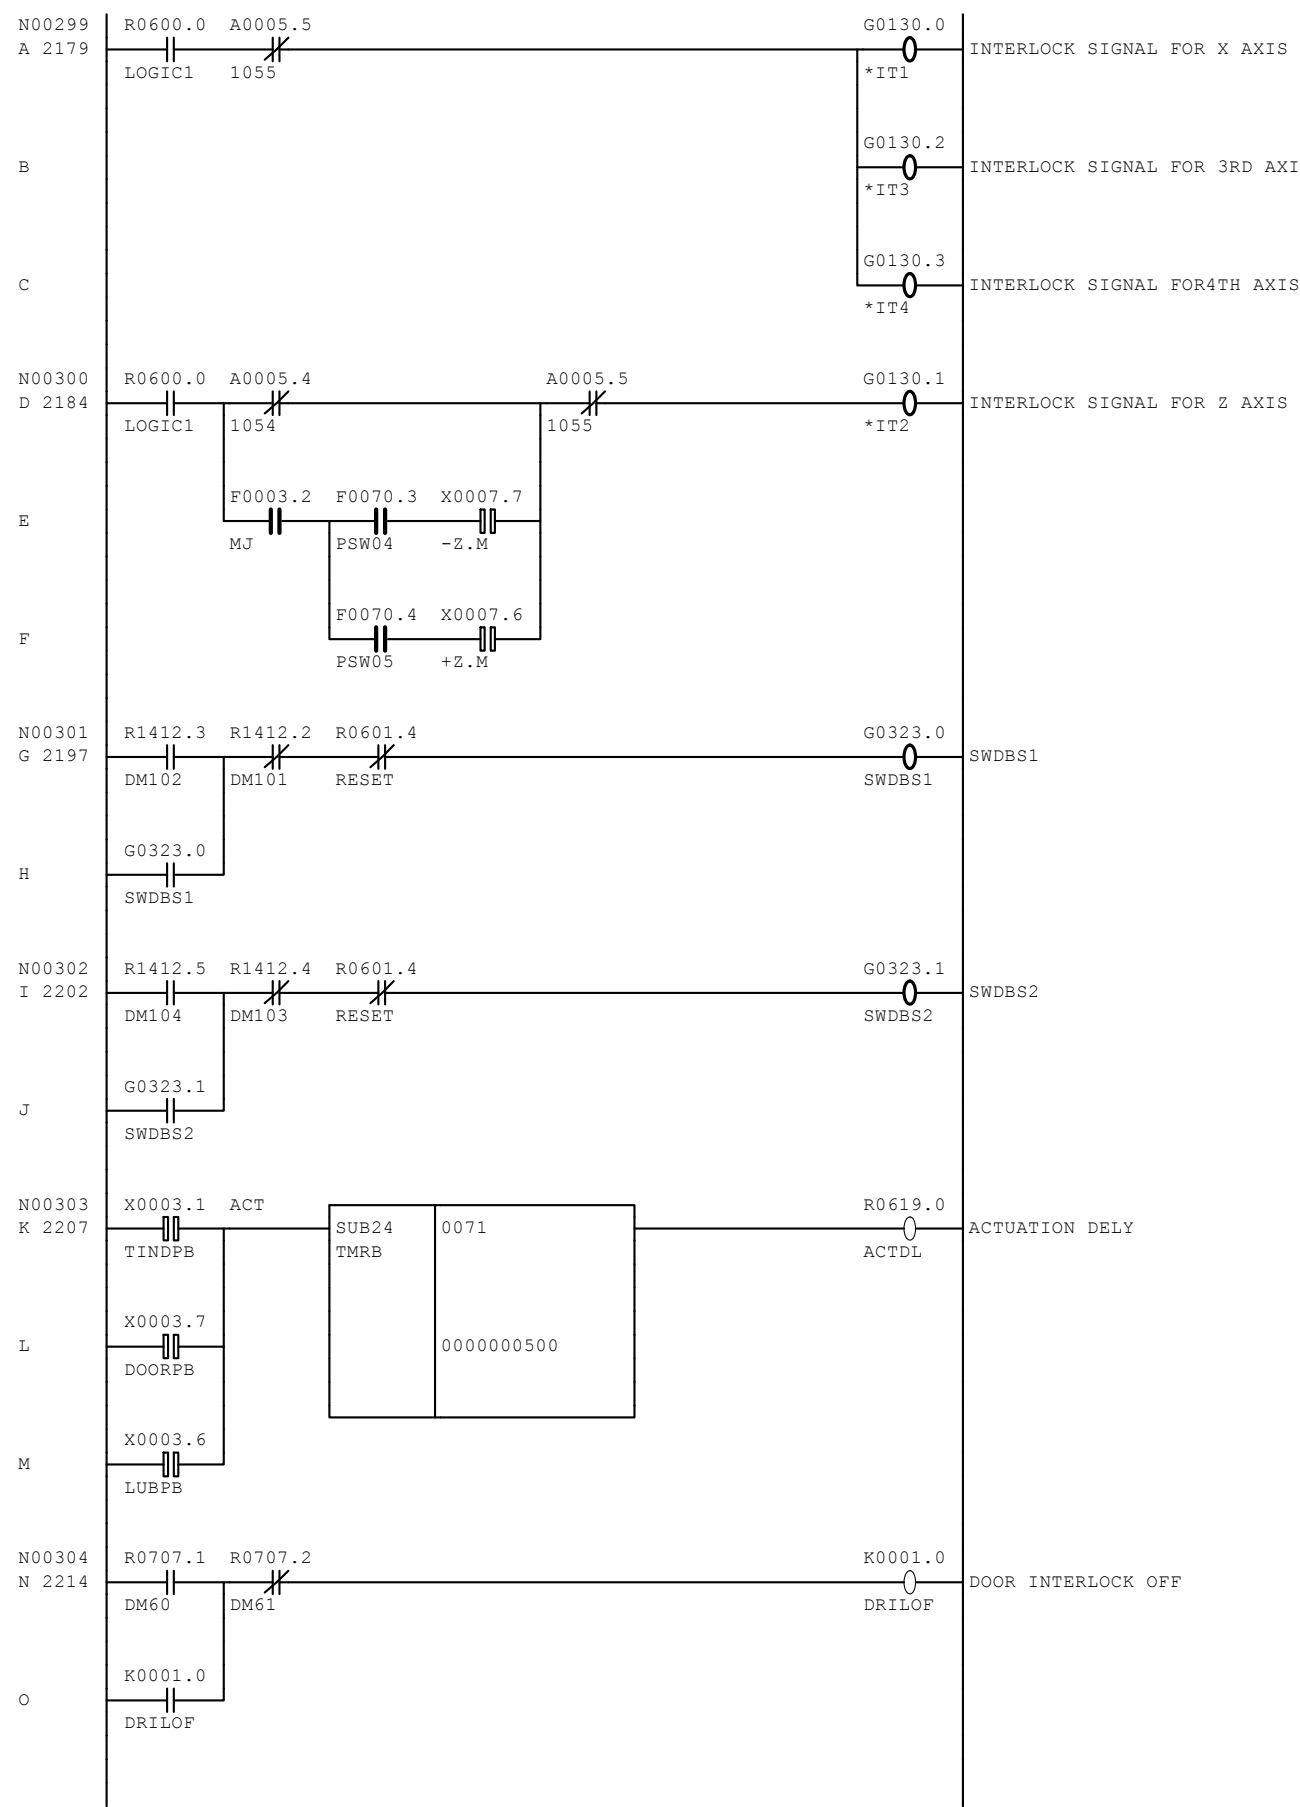 N00299 R0600.0 A0005.5 G0130.0
A 2179 INTERLOCK SIGNAL FOR X AXIS
LOGIC1 1055 *IT1
G0130.2
B INTERLOCK SIGNAL FOR 3RD AXI
*IT3
G0130.3
C INTERLOCK SIGNAL FOR4TH AXIS
*IT4
N00300 R0600.0 A0005.4 A0005.5 G0130.1
D 2184 INTERLOCK SIGNAL FOR Z AXIS
LOGIC1 1054 1055 *IT2
F0003.2 F0070.3 X0007.7
E
MJ PSW04 -Z.M
F0070.4 X0007.6
F
PSW05 +Z.M
N00301 R1412.3 R1412.2 R0601.4 G0323.0
G 2197 SWDBS1
DM102 DM101 RESET SWDBS1
G0323.0
H
SWDBS1
N00302 R1412.5 R1412.4 R0601.4 G0323.1
I 2202 SWDBS2
DM104 DM103 RESET SWDBS2
G0323.1
J
SWDBS2
N00303 X0003.1 ACT R0619.0
K 2207 SUB24 0071 ACTUATION DELY
TINDPB TMRB ACTDL
X0003.7
L 0000000500
DOORPB
X0003.6
M
LUBPB
N00304 R0707.1 R0707.2 K0001.0
N 2214 DOOR INTERLOCK OFF
DM60 DM61 DRILOF
K0001.0
O
DRILOF